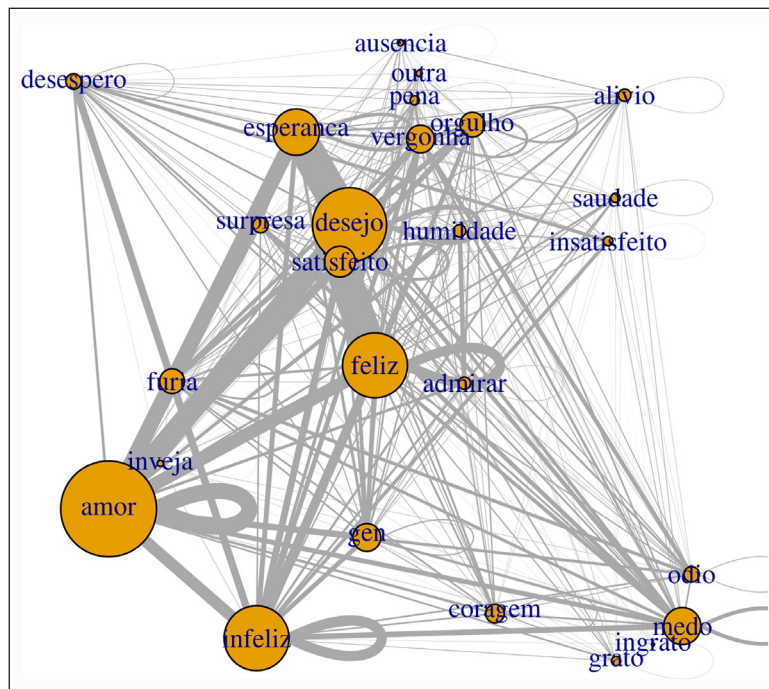 ausencia
outra
desespero
pena
alivio
esperanca
orgulho
vergonha
saudade
surpresa
desejo
humildade
insatisfeito
satisfeito
feliz
furia
admirar
inveja
amor
gen
odio
coragem
medo
infeliz
ingrato
grato